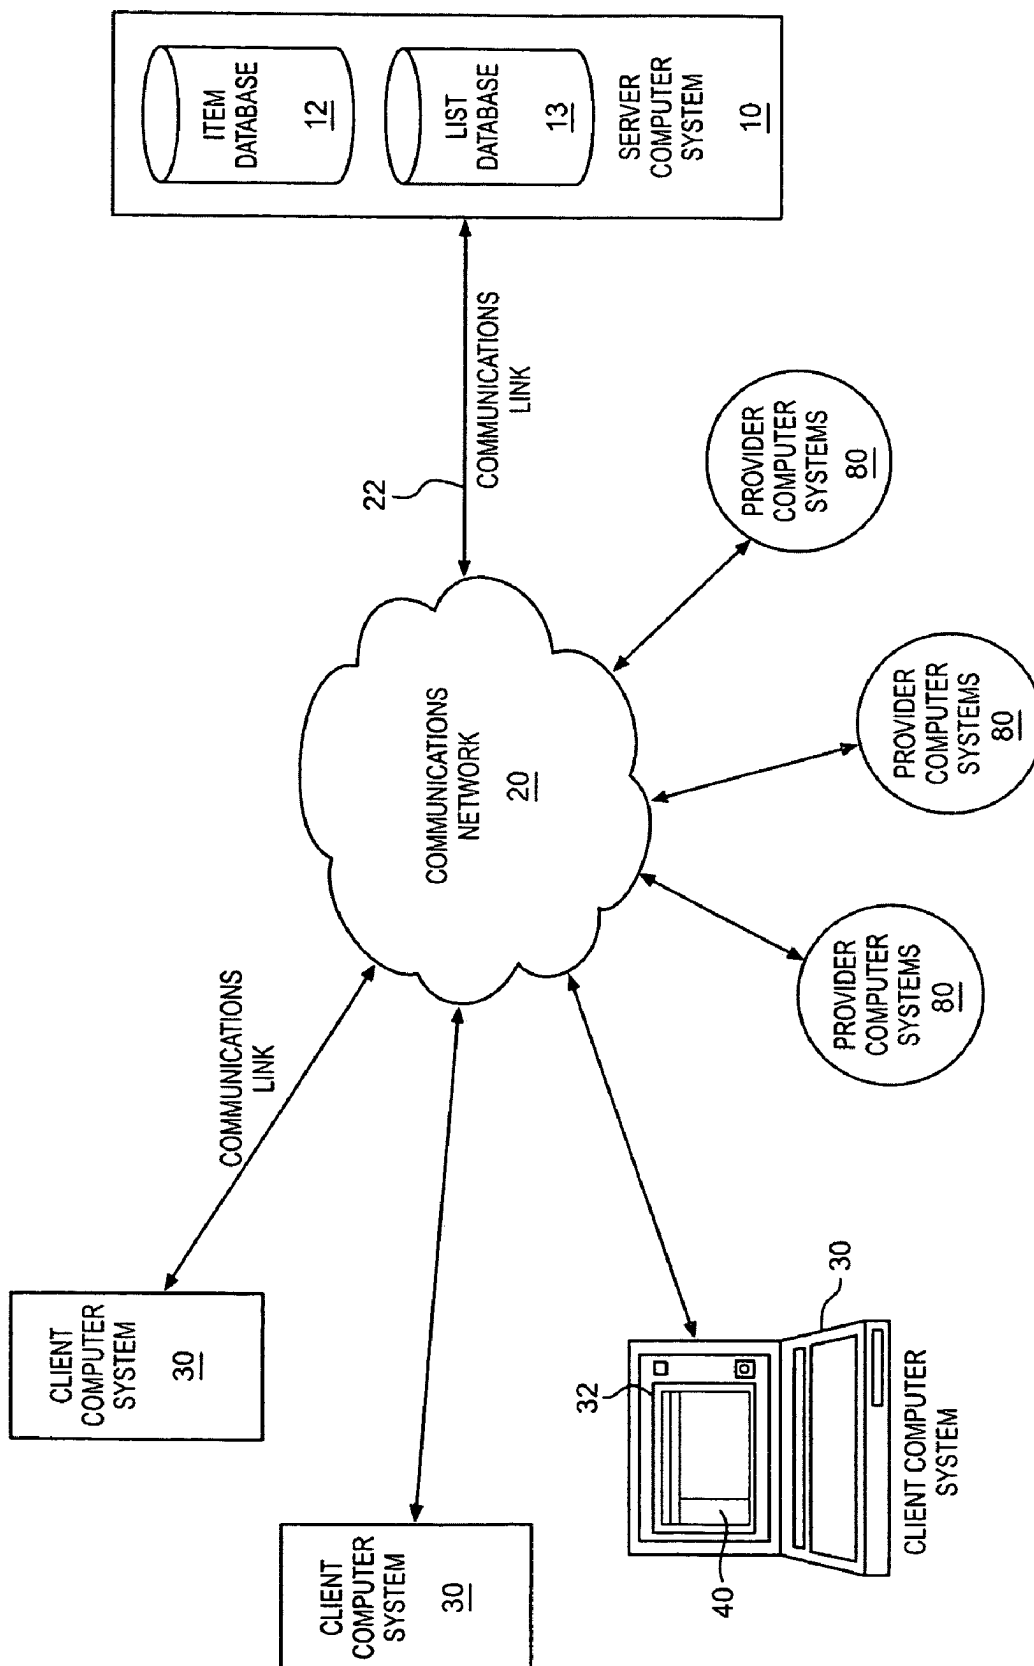 CLIENT
COMPUTER
SYSTEM
30
COMMUNICATIONS
LINK
CLIENT
COMPUTER
SYSTEM
30
32
40
30
CLIENT COMPUTER
SYSTEM
COMMUNICATIONS
NETWORK
20
22
COMMUNICATIONS
LINK
PROVIDER
COMPUTER
SYSTEMS
80
PROVIDER
COMPUTER
SYSTEMS
80
PROVIDER
COMPUTER
SYSTEMS
80
ITEM
DATABASE
12
LIST
DATABASE
13
SERVER
COMPUTER
SYSTEM
10